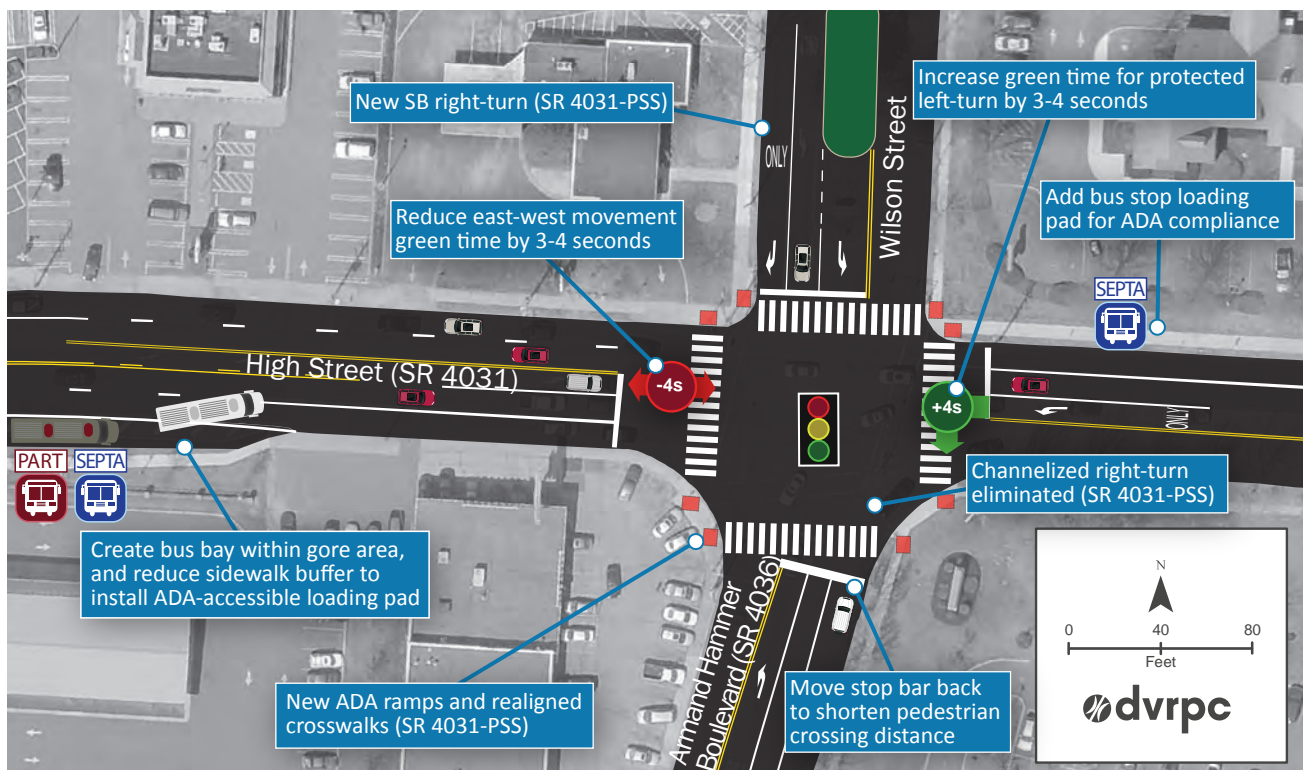 New SB right-turn (SR 4031-PSS)
Increase green time for protected
left-turn by 3-4 seconds
ONLY
Wilson Street
Reduce east-west movement
green time by 3-4 seconds
Add bus stop loading
pad for ADA compliance
SEPTA
High Street (SR 4031)
-4s
+4s
ONLY
PART
SEPTA
Channelized right-turn
eliminated (SR 4031-PSS)
Create bus bay within gore area,
and reduce sidewalk buffer to
install ADA-accessible loading pad
Armand Hammer
Boulevard (SR 4036)
New ADA ramps and realigned
crosswalks (SR 4031-PSS)
Move stop bar back
to shorten pedestrian
crossing distance
N
0 40 80
Feet
dvrpc